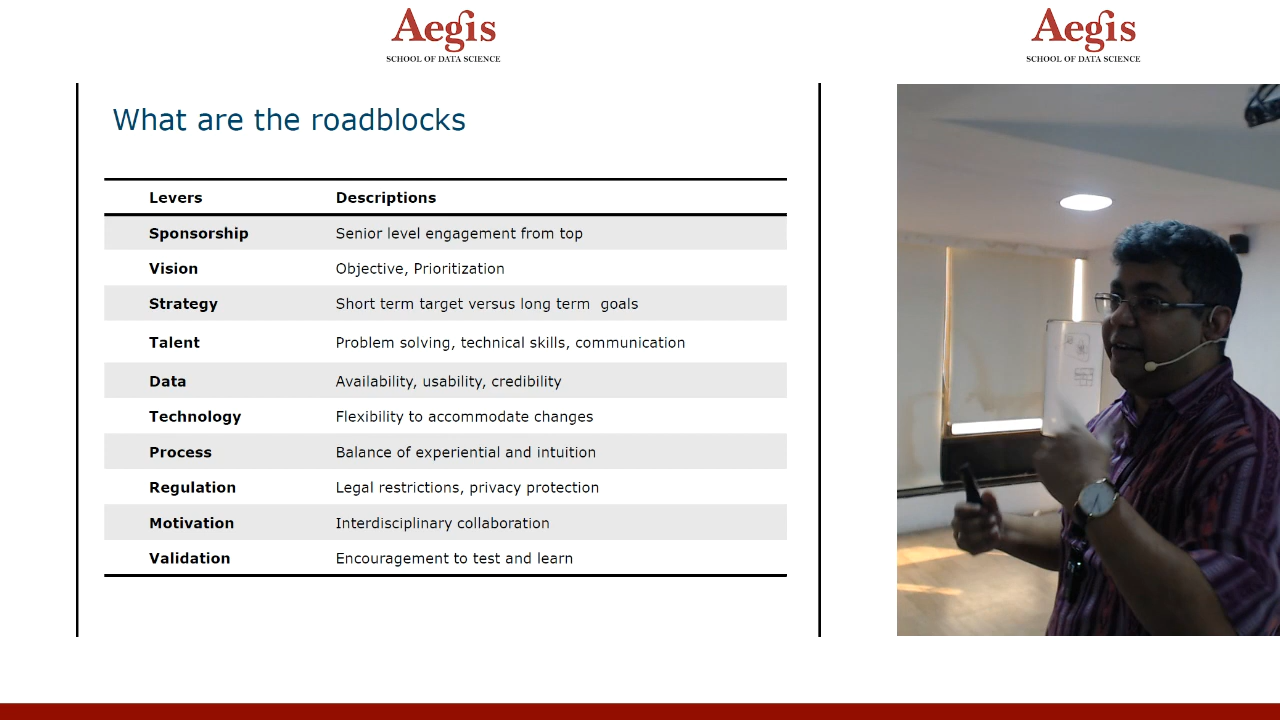 Aegis
SCHOOL OF DATA SCIENCE
Aegis
SCHOOL OF DATA SCIENCE
What are the roadblocks
Levers Descriptions
Sponsorship Senior level engagement from top
Vision Objective, Prioritization
Strategy Short term target versus long term goals
Talent Problem solving, technical skills, communication
Data Availability, usability, credibility
Technology Flexibility to accommodate changes
Process Balance of experiential and intuition
Regulation Legal restrictions, privacy protection
Motivation Interdisciplinary collaboration
Validation Encouragement to test and learn